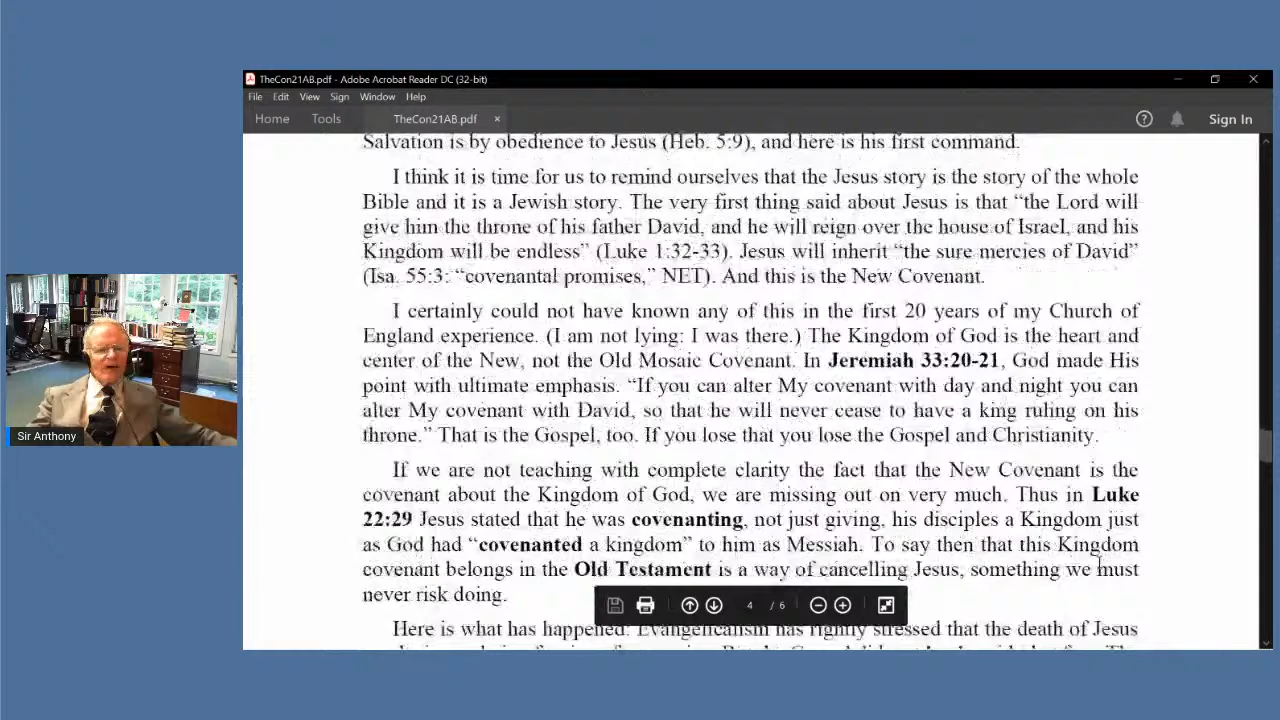 TheCon21AB.pdf - Adobe Acrobat Reader DC (32-bit)
File Edit View Sign Window Help
Home Tools TheCon21AB.pdf × Sign In
Salvation is by obedience to Jesus (Heb. 5:9), and here is his first command.
I think it is time for us to remind ourselves that the Jesus story is the story of the whole
Bible and it is a Jewish story. The very first thing said about Jesus is that “the Lord will
give him the throne of his father David, and he will reign over the house of Israel, and his
Kingdom will be endless” (Luke 1:32-33). Jesus will inherit “the sure mercies of David”
(Isa. 55:3: “covenantal promises,” NET). And this is the New Covenant.
I certainly could not have known any of this in the first 20 years of my Church of
England experience. (I am not lying: I was there.) The Kingdom of God is the heart and
center of the New, not the Old Mosaic Covenant. In Jeremiah 33:20-21, God made His
point with ultimate emphasis. “If you can alter My covenant with day and night you can
alter My covenant with David, so that he will never cease to have a king ruling on his
throne.” That is the Gospel, too. If you lose that you lose the Gospel and Christianity.
If we are not teaching with complete clarity the fact that the New Covenant is the
covenant about the Kingdom of God, we are missing out on very much. Thus in Luke
22:29 Jesus stated that he was covenanting, not just giving, his disciples a Kingdom just
as God had “covenanted a kingdom” to him as Messiah. To say then that this Kingdom
covenant belongs in the Old Testament is a way of cancelling Jesus, something we must
never risk doing.
4 / 6
Here is what has happened: Evangelicalism has rightly stressed that the death of Jesus
Sir Anthony